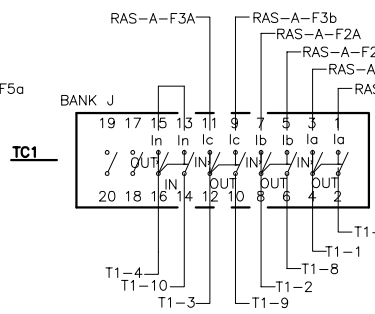 RAS-A-F3A
RAS-A-F3b
RAS-A-F2A
RAS-A-F2
RAS-A
RAS
F5a
BANK J
TC1
19 17 15 13 11 9 7 5 3 1
In In Ic Ic Ib Ib Ia Ia
OUT IN IN IN
IN OUT OUT OUT
20 18 16 14 12 10 8 6 4 2
T1-
T1-1
T1-4
T1-8
T1-10
T1-2
T1-3
T1-9